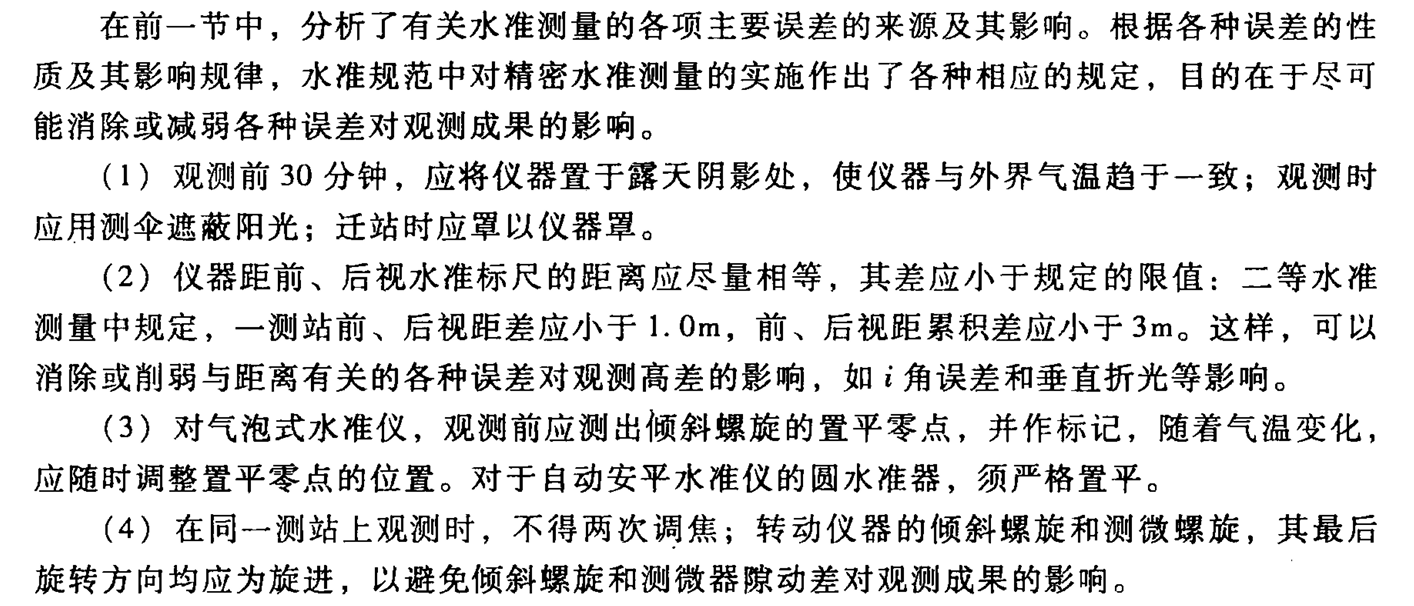 在前一节中，分析了有关水准测量的各项主要误差的来源及其影响。根据各种误差的性
质及其影响规律，水准规范中对精密水准测量的实施作出了各种相应的规定，目的在于尽可
能消除或减弱各种误差对观测成果的影响。
（1）观测前30分钟，应将仪器置于露天阴影处，使仪器与外界气温趋于一致；观测时
应用测伞遮蔽阳光；迁站时应罩以仪器罩。
（2）仪器距前、后视水准标尺的距离应尽量相等，其差应小于规定的限值：二等水准
测量中规定，一测站前、后视距差应小于1.0m，前、后视距累积差应小于3m。这样，可以
消除或削弱与距离有关的各种误差对观测高差的影响，如i角误差和垂直折光等影响。
（3）对气泡式水准仪，观测前应测出倾斜螺旋的置平零点，并作标记，随着气温变化，
应随时调整置平零点的位置。对于自动安平水准仪的圆水准器，须严格置平。
（4）在同一测站上观测时，不得两次调焦；转动仪器的倾斜螺旋和测微螺旋，其最后
旋转方向均应为旋进，以避免倾斜螺旋和测微器隙动差对观测成果的影响。